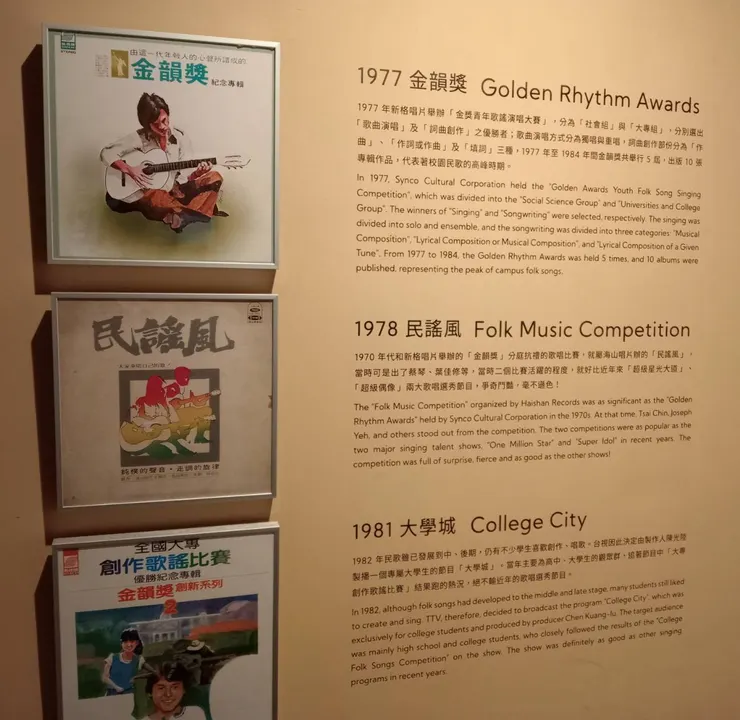 由這一代年輕人的心聲所譜成的
金韻獎 紀念專輯
民謠風
純樸的聲音・走調的旋律
全國大專
創作歌謠比賽
優勝紀念專輯
金韻獎創新系列
2
1977 金韻獎 Golden Rhythm Awards
1977 年新格唱片舉辦「金獎青年歌謠演唱大賽」,分為「社會組」與「大專組」,分別選出
「歌曲演唱」及「詞曲創作」之優勝者;歌曲演唱方式分為獨唱與重唱,詞曲創作部份分為「作
曲」、「作詞或作曲」及「填詞」三種,1977 年至 1984 年間金韻獎共舉行 5 屆,出版 10 張
專輯作品,代表著校園民歌的高峰時期。
In 1977, Synco Cultural Corporation held the "Golden Awards Youth Folk Song Singing
Competition", which was divided into the "Social Science Group" and "Universities and College
Group". The winners of "Singing" and "Songwriting" were selected, respectively. The singing was
divided into solo and ensemble, and the songwriting was divided into three categories: "Musical
Composition", "Lyrical Composition or Musical Composition", and "Lyrical Composition of a Given
Tune". From 1977 to 1984, the Golden Rhythm Awards was held 5 times, and 10 albums were
published, representing the peak of campus folk songs.
1978 民謠風 Folk Music Competition
1970 年代和新格唱片舉辦的「金韻獎」分庭抗禮的歌唱比賽,就屬海山唱片辦的「民謠風」,
當時可是出了蔡琴、葉佳修等,當時二個比賽活躍的程度,就好比近年來「超級星光大道」、
「超級偶像」兩大歌唱選秀節目,爭奇鬥豔,毫不遜色!
The "Folk Music Competition" organized by Haishan Records was as significant as the "Golden
Rhythm Awards" held by Synco Cultural Corporation in the 1970s. At that time, Tsai Chin, Joseph
Yeh, and others stood out from the competition. The two competitions were as popular as the
two major singing talent shows, "One Million Star" and "Super Idol" in recent years. The
competition was full of surprise, fierce and as good as the other shows!
1981 大學城 College City
1982 年民歌雖已發展到中、後期,仍有不少學生喜歡創作、唱歌。台視因此決定由製作人陳光陸
製播一個專屬大學生的節目「大學城」。當年主要為高中、大學生的觀眾群,追著節目中「大專
創作歌謠比賽」結果跑的熱況,絕不輸近年的歌唱選秀節目。
In 1982, although folk songs had developed to the middle and late stage, many students still liked
to create and sing. TTV, therefore, decided to broadcast the program "College City", which was
exclusively for college students and produced by producer Chen Kuang-lu. The target audience
was mainly high school and college students, who closely followed the results of the "College
Folk Songs Competition" on the show. The show was definitely as good as other singing
programs in recent years.